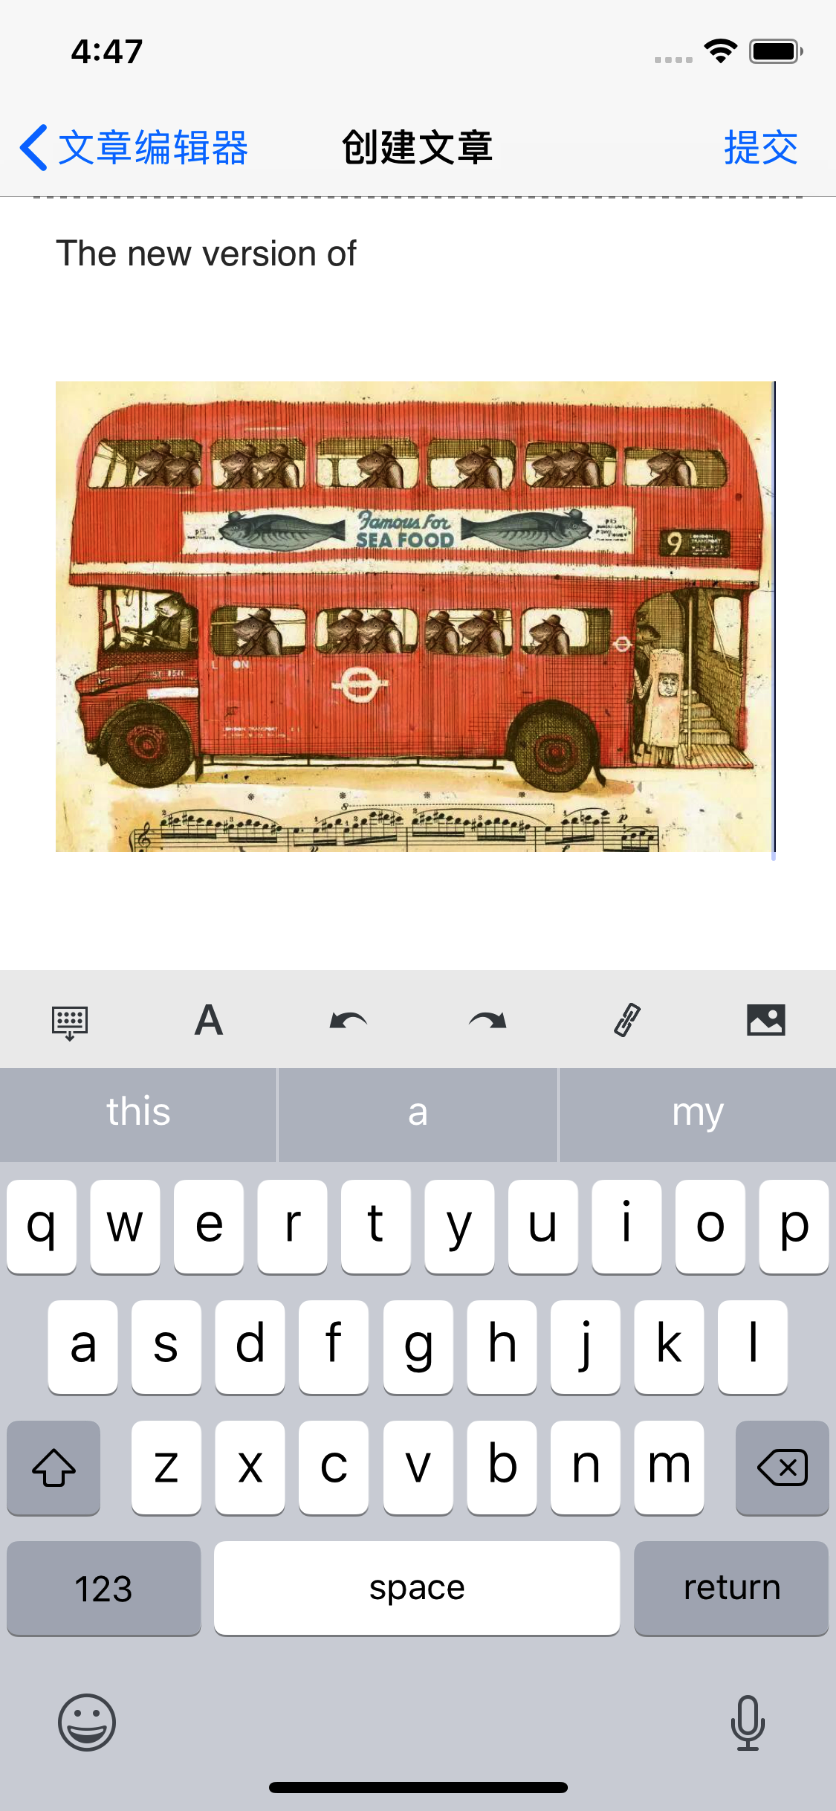 4:47
文章编辑器 创建文章 提交
The new version of
Famous For
SEA FOOD
9
A
this a my
q w e r t y u i o p
a s d f g h j k l
z x c v b n m
123 space return